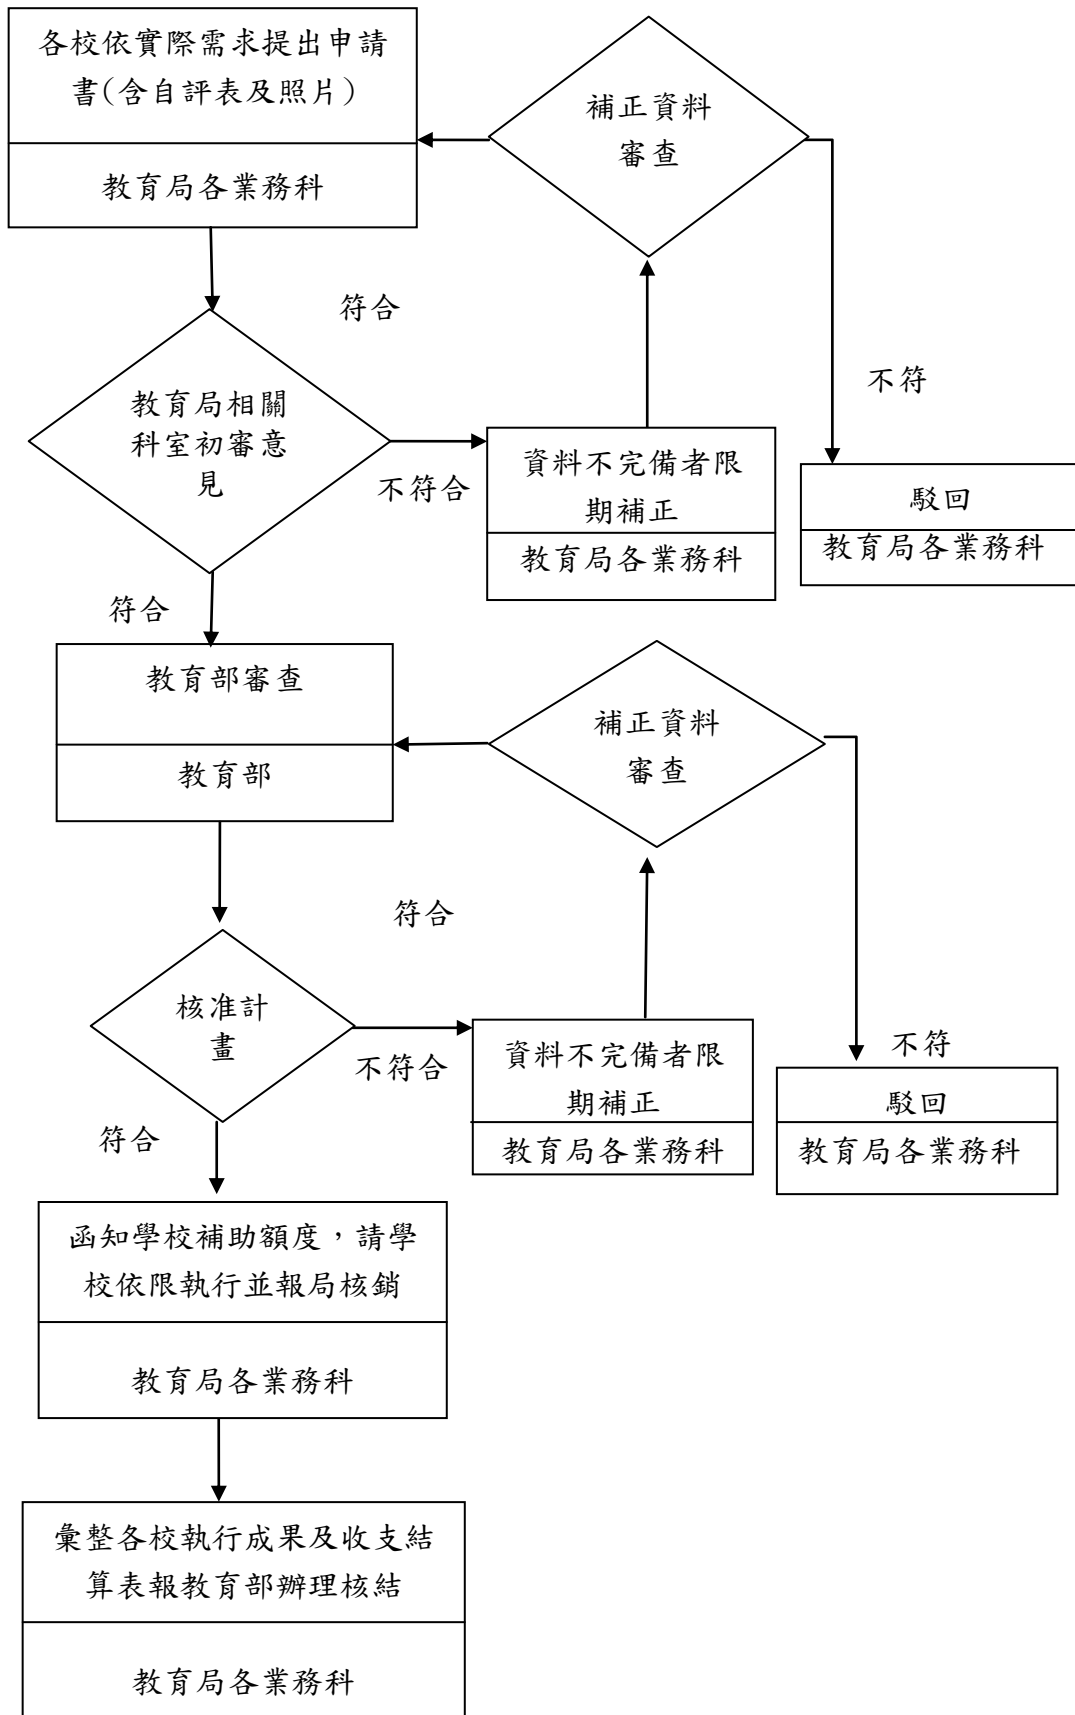 各校依實際需求提出申請
書(含自評表及照片)
教育局各業務科
補正資料
審查
符合
不符
教育局相關
科室初審意
見
不符合
資料不完備者限
期補正
教育局各業務科
駁回
教育局各業務科
符合
教育部審查
教育部
補正資料
審查
符合
核准計
畫
不符合
資料不完備者限
期補正
教育局各業務科
不符
駁回
教育局各業務科
符合
函知學校補助額度，請學
校依限執行並報局核銷
教育局各業務科
彙整各校執行成果及收支結
算表報教育部辦理核結
教育局各業務科